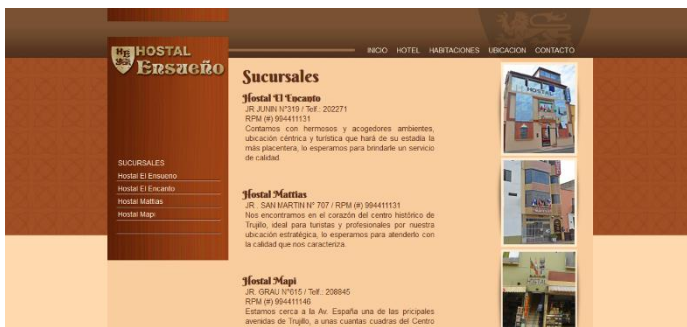 HE HOSTAL
Ensueño
INICIO HOTEL HABITACIONES UBICACION CONTACTO
SUCURSALES
Hostal El Ensueno
Hostal El Encanto
Hostal Mattias
Hostal Mapi
Sucursales
Hostal El Encanto
JR JUNIN N°319 / Telf.: 202271
RPM (#) 994411131
Contamos con hermosos y acogedores ambientes,
ubicación céntrica y turística que hará de su estadía la
más placentera, lo esperamos para brindarle un servicio
de calidad.
Hostal Mattias
JR. SAN MARTIN N° 707 / RPM (#) 994411131
Nos encontramos en el corazón del centro histórico de
Trujillo, ideal para turistas y profesionales por nuestra
ubicación estratégica, lo esperamos para atenderlo con
la calidad que nos caracteriza.
Hostal Mapi
JR. GRAU N°615 / Telf.: 208845
RPM (#) 994411146
Estamos cerca a la Av. España una de las pricipales
avenidas de Trujillo, a unas cuantas cuadras del Centro
HOSTAL
HOSTAL